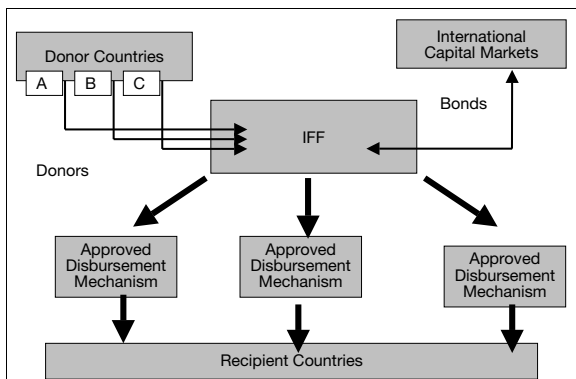 Donor Countries
A B C
International
Capital Markets
Bonds
IFF
Donors
Approved
Disbursement
Mechanism
Approved
Disbursement
Mechanism
Approved
Disbursement
Mechanism
Recipient Countries